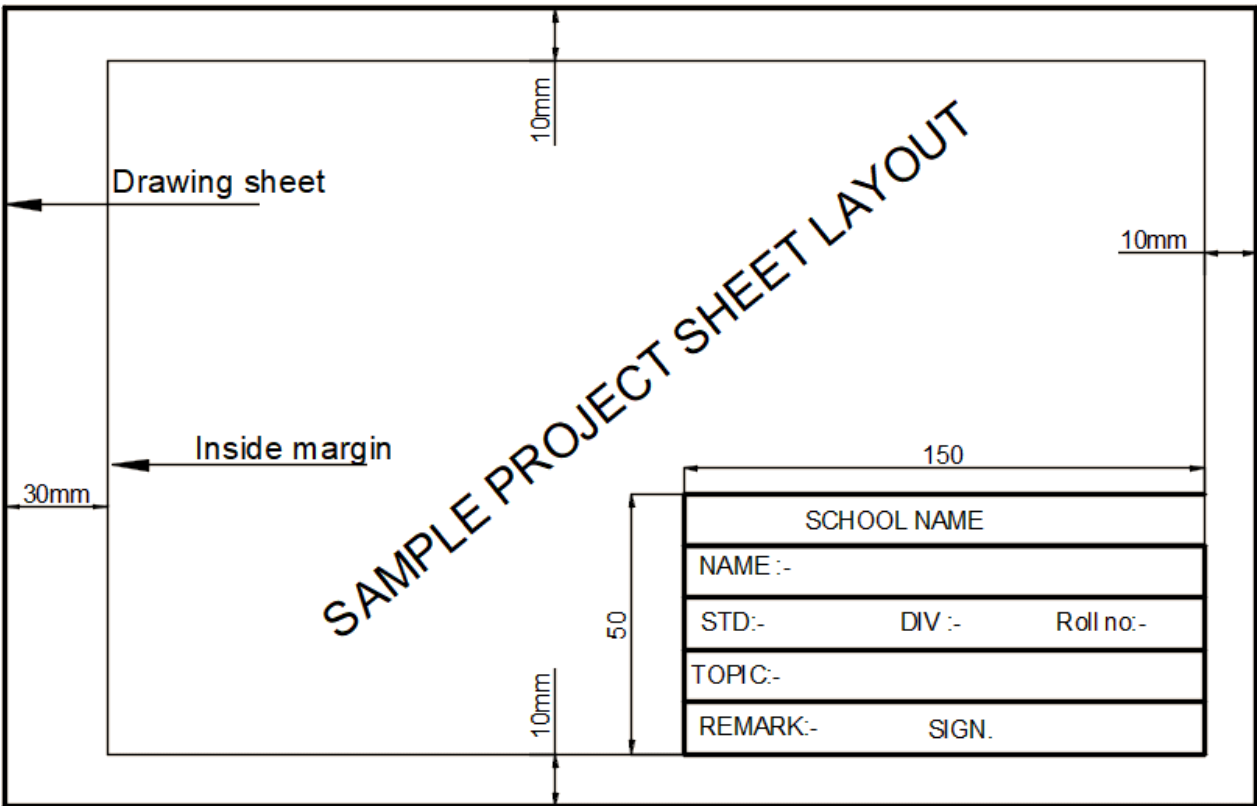 10mm
Drawing sheet
SAMPLE PROJECT SHEET LAYOUT
10mm
Inside margin
30mm
150
50
SCHOOL NAME
NAME :-
STD:- DIV :- Roll no:-
TOPIC:-
REMARK:- SIGN.
10mm